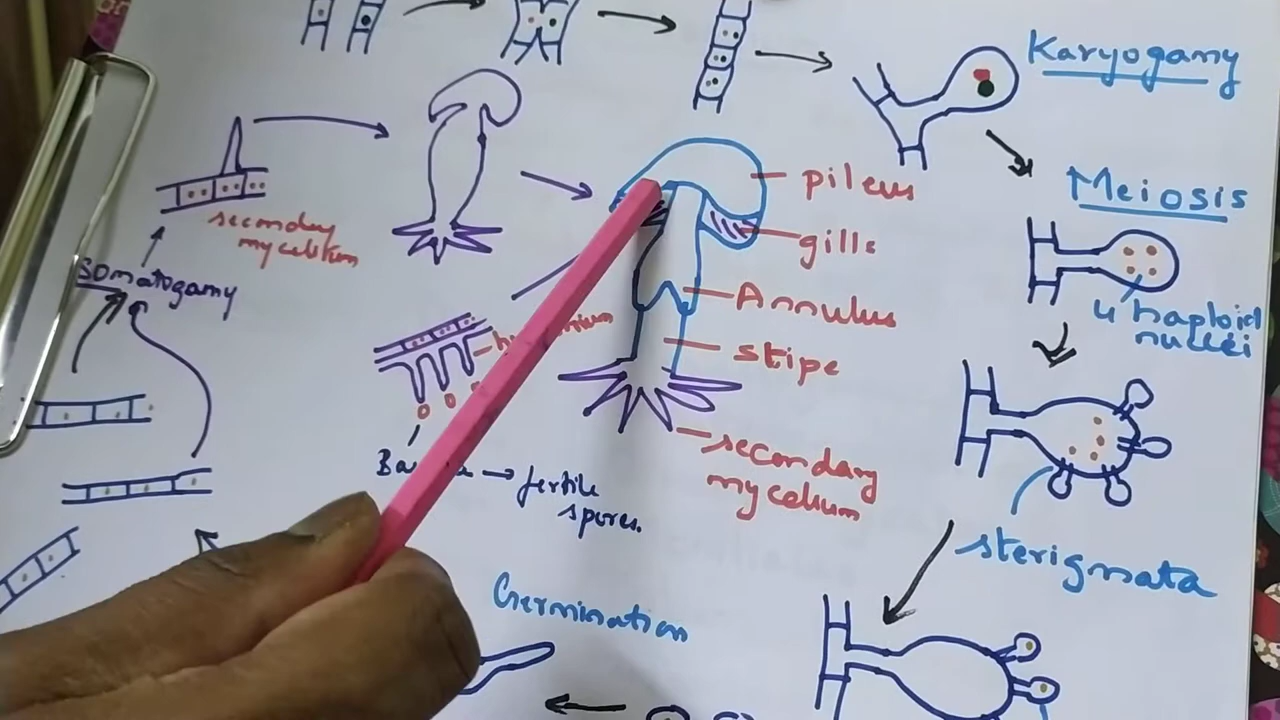 Karyogamy
Meiosis
pileus
secondary
mycelium
gills
somatogamy
4 haploid
nuclei
Annulus
stipe
secondary
mycelium
fertile
spores.
sterigmata
Germination